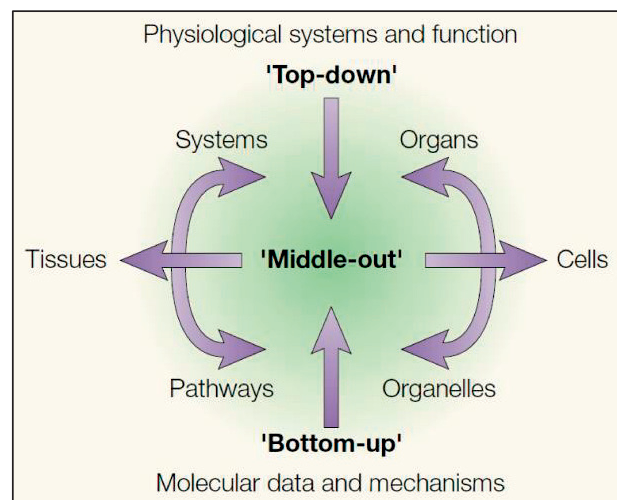 Physiological systems and function
'Top-down'
Systems
Organs
Tissues
'Middle-out'
Cells
Pathways
Organelles
'Bottom-up'
Molecular data and mechanisms